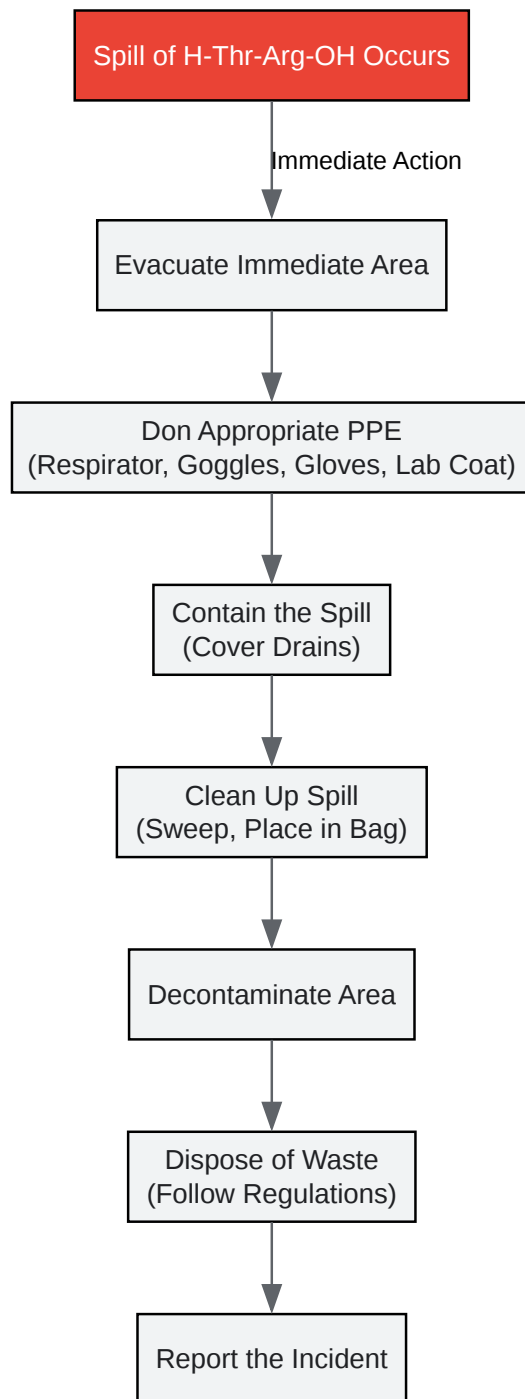 Spill of H-Thr-Arg-OH Occurs
Immediate Action
Evacuate Immediate Area
Don Appropriate PPE
(Respirator, Goggles, Gloves, Lab Coat)
Contain the Spill
(Cover Drains)
Clean Up Spill
(Sweep, Place in Bag)
Decontaminate Area
Dispose of Waste
(Follow Regulations)
Report the Incident